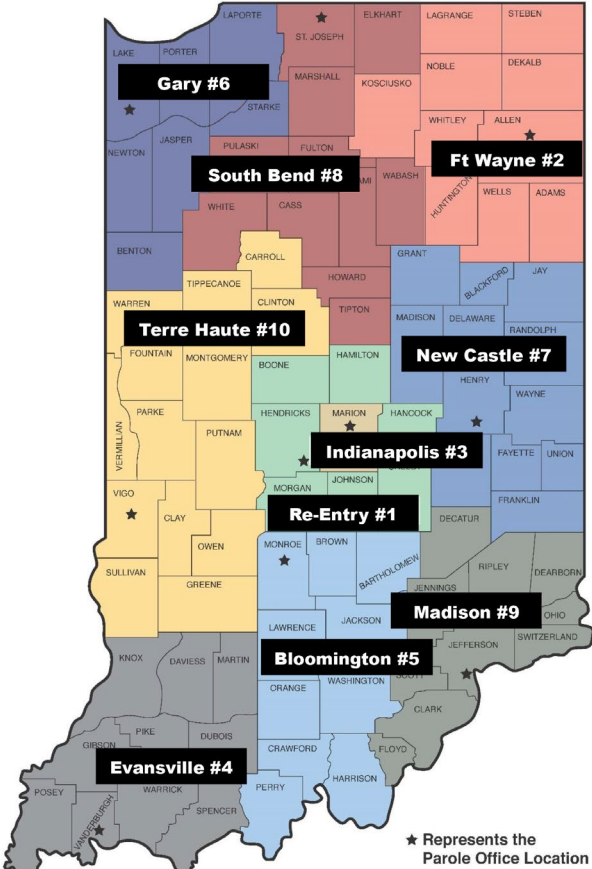 LAPORTE
ELKHART
LAGRANGE
STEBEN
ST. JOSEPH
LAKE
PORTER
NOBLE
DEKALB
Gary #6
MARSHALL
KOSCIUSKO
STARKE
WHITLEY
ALLEN
NEWTON
JASPER
PULASKI
FULTON
Ft Wayne #2
South Bend #8
WABASH
HUNTINGTON
WELLS
ADAMS
WHITE
CASS
BENTON
CARROLL
GRANT
HOWARD
BLACKFORD
JAY
TIPPECANOE
WARREN
CLINTON
TIPTON
MADISON
DELAWARE
Terre Haute #10
RANDOLPH
New Castle #7
FOUNTAIN
MONTGOMERY
BOONE
HAMILTON
HENRY
WAYNE
PARKE
HENDRICKS
MARION
HANCOCK
VERMILLIAN
PUTNAM
Indianapolis #3
FAYETTE
UNION
MORGAN
JOHNSON
VIGO
Re-Entry #1
FRANKLIN
CLAY
DECATUR
OWEN
MONROE
BROWN
BARTHOLOMEW
RIPLEY
DEARBORN
SULLIVAN
GREENE
JENNINGS
Madison #9
OHIO
LAWRENCE
JACKSON
SWITZERLAND
JEFFERSON
KNOX
DAVIESS
MARTIN
Bloomington #5
ORANGE
WASHINGTON
CLARK
PIKE
DUBOIS
GIBSON
CRAWFORD
FLOYD
Evansville #4
HARRISON
POSEY
WARRICK
PERRY
VANDERBURGH
SPENCER
Represents the
Parole Office Location